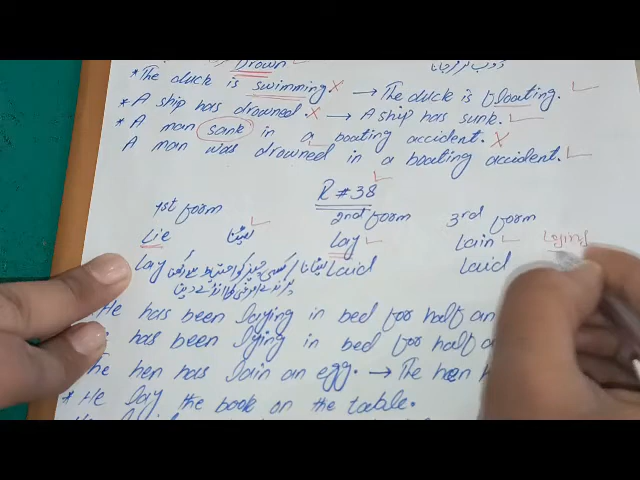 Drown
ڈوب کر مرجانا
* The duck is swimming. × → The duck is floating. ✓
* A ship has drowned. × → A ship has sunk. ✓
* A man sank in a boating accident. ×
A man was drowned in a boating accident. ✓
R # 38
1st form 2nd form 3rd form
Lie لیٹنا Lay Lain Lying
Lay Laid Laid
He has been laying in bed for half an
has been lying in bed for half a
The hen has lain an egg. → The hen h
* He lay the book on the table.